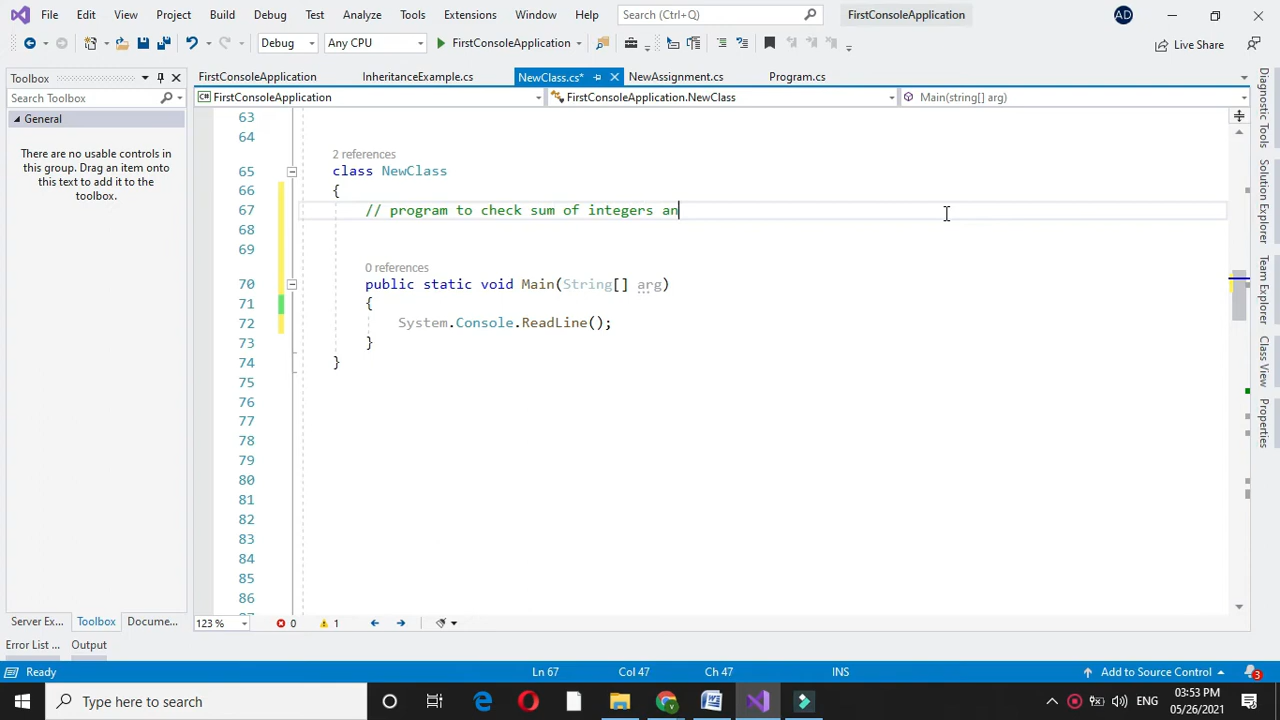 File Edit View Project Build Debug Test Analyze Tools Extensions Window Help Search (Ctrl+Q) FirstConsoleApplication AD
Debug Any CPU FirstConsoleApplication Live Share
Toolbox
Search Toolbox
General
There are no usable controls in
this group. Drag an item onto
this text to add it to the
toolbox.
FirstConsoleApplication InheritanceExample.cs NewClass.cs* NewAssignment.cs Program.cs
FirstConsoleApplication FirstConsoleApplication.NewClass Main(string[] arg)
63
64
2 references
65 class NewClass
66 {
67 // program to check sum of integers an
68
69
0 references
70 public static void Main(String[] arg)
71 {
72 System.Console.ReadLine();
73 }
74 }
75
76
77
78
79
80
81
82
83
84
85
86
Diagnostic Tools
Solution Explorer
Team Explorer
Class View
Properties
Server Ex... Toolbox Docume...
123 % 0 1
Error List ... Output
Ready Ln 67 Col 47 Ch 47 INS Add to Source Control 3
Type here to search
ENG
03:53 PM
05/26/2021